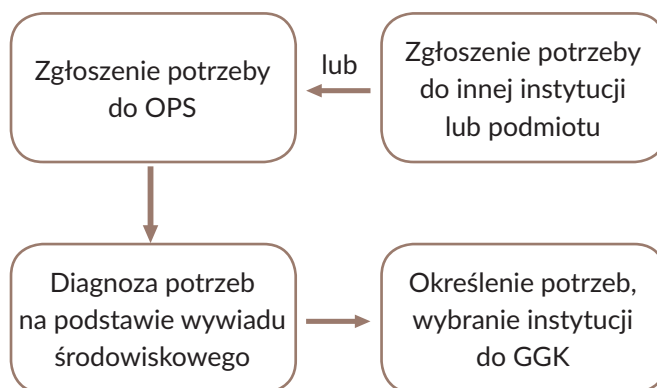 Zgłoszenie potrzeby
do OPS
lub
Zgłoszenie potrzeby
do innej instytucji
lub podmiotu
Diagnoza potrzeb
na podstawie wywiadu
środowiskowego
Określenie potrzeb,
wybranie instytucji
do GGK